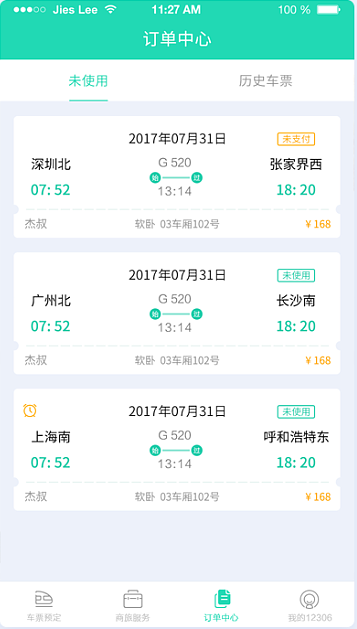 Jies Lee 11:27 AM 100 %
订单中心
未使用 历史车票
2017年07月31日 未支付
深圳北 G 520 张家界西
始 过
07: 52 13:14 18: 20
杰叔 软卧 03车厢102号 ¥ 168
2017年07月31日 未使用
广州北 G 520 长沙南
始 过
07: 52 13:14 18: 20
杰叔 软卧 03车厢102号 ¥ 168
2017年07月31日 未使用
上海南 G 520 呼和浩特东
始 过
07: 52 13:14 18: 20
杰叔 软卧 03车厢102号 ¥ 168
车票预定 商旅服务 订单中心 我的12306